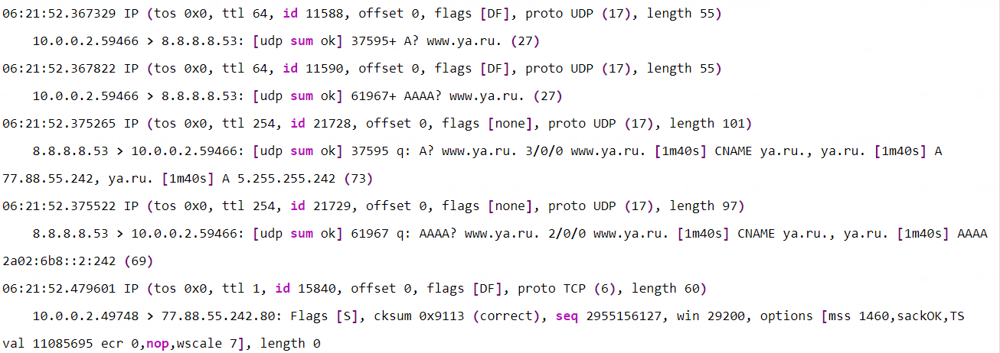 06:21:52.367329 IP (tos 0x0, ttl 64, id 11588, offset 0, flags [DF], proto UDP (17), length 55)
10.0.0.2.59466 > 8.8.8.8.53: [udp sum ok] 37595+ A? www.ya.ru. (27)
06:21:52.367822 IP (tos 0x0, ttl 64, id 11590, offset 0, flags [DF], proto UDP (17), length 55)
10.0.0.2.59466 > 8.8.8.8.53: [udp sum ok] 61967+ AAAA? www.ya.ru. (27)
06:21:52.375265 IP (tos 0x0, ttl 254, id 21728, offset 0, flags [none], proto UDP (17), length 101)
8.8.8.8.53 > 10.0.0.2.59466: [udp sum ok] 37595 q: A? www.ya.ru. 3/0/0 www.ya.ru. [1m40s] CNAME ya.ru., ya.ru. [1m40s] A
77.88.55.242, ya.ru. [1m40s] A 5.255.255.242 (73)
06:21:52.375522 IP (tos 0x0, ttl 254, id 21729, offset 0, flags [none], proto UDP (17), length 97)
8.8.8.8.53 > 10.0.0.2.59466: [udp sum ok] 61967 q: AAAA? www.ya.ru. 2/0/0 www.ya.ru. [1m40s] CNAME ya.ru., ya.ru. [1m40s] AAAA
2a02:6b8::2:242 (69)
06:21:52.479601 IP (tos 0x0, ttl 1, id 15840, offset 0, flags [DF], proto TCP (6), length 60)
10.0.0.2.49748 > 77.88.55.242.80: Flags [S], cksum 0x9113 (correct), seq 2955156127, win 29200, options [mss 1460,sackOK,TS
val 11085695 ecr 0,nop,wscale 7], length 0